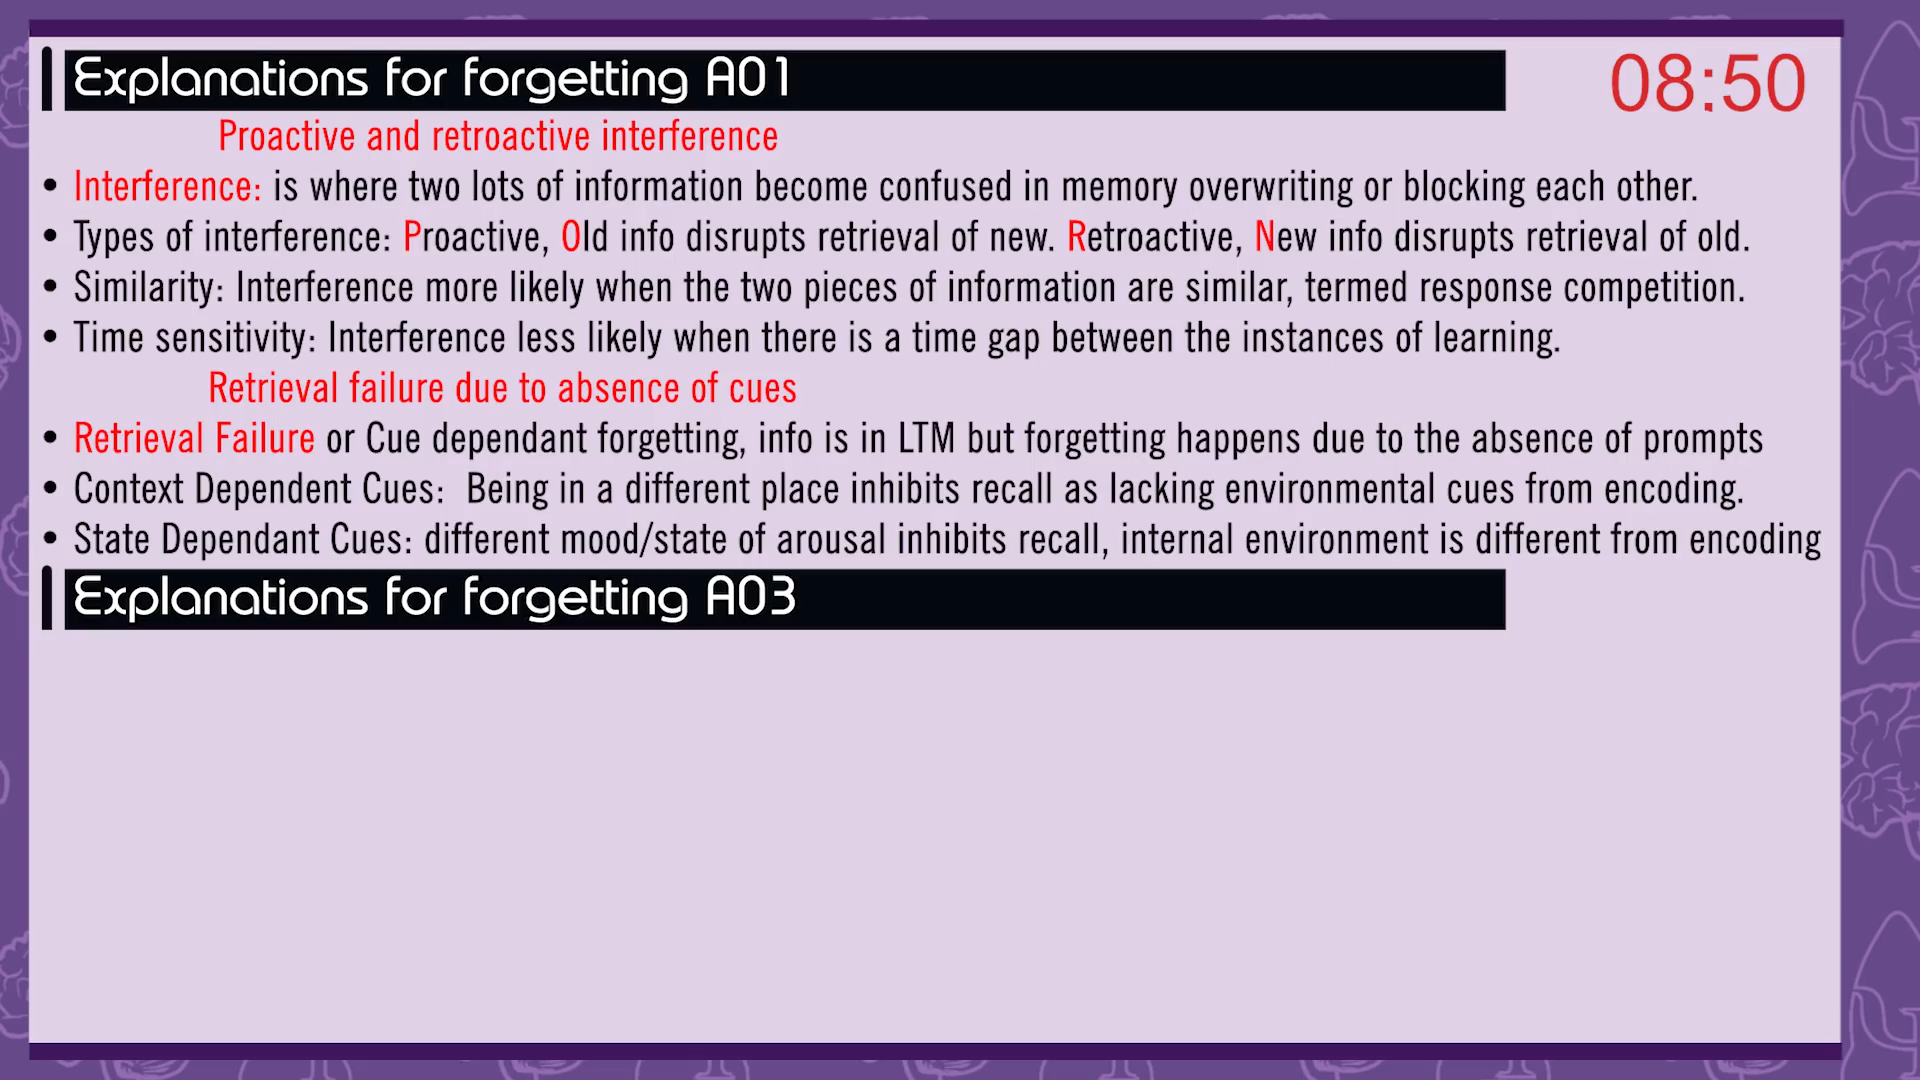 Explanations for forgetting AO1
08:50
Proactive and retroactive interference
• Interference: is where two lots of information become confused in memory overwriting or blocking each other.
• Types of interference: Proactive, Old info disrupts retrieval of new. Retroactive, New info disrupts retrieval of old.
• Similarity: Interference more likely when the two pieces of information are similar, termed response competition.
• Time sensitivity: Interference less likely when there is a time gap between the instances of learning.
Retrieval failure due to absence of cues
• Retrieval Failure or Cue dependant forgetting, info is in LTM but forgetting happens due to the absence of prompts
• Context Dependent Cues:  Being in a different place inhibits recall as lacking environmental cues from encoding.
• State Dependant Cues: different mood/state of arousal inhibits recall, internal environment is different from encoding
Explanations for forgetting AO3